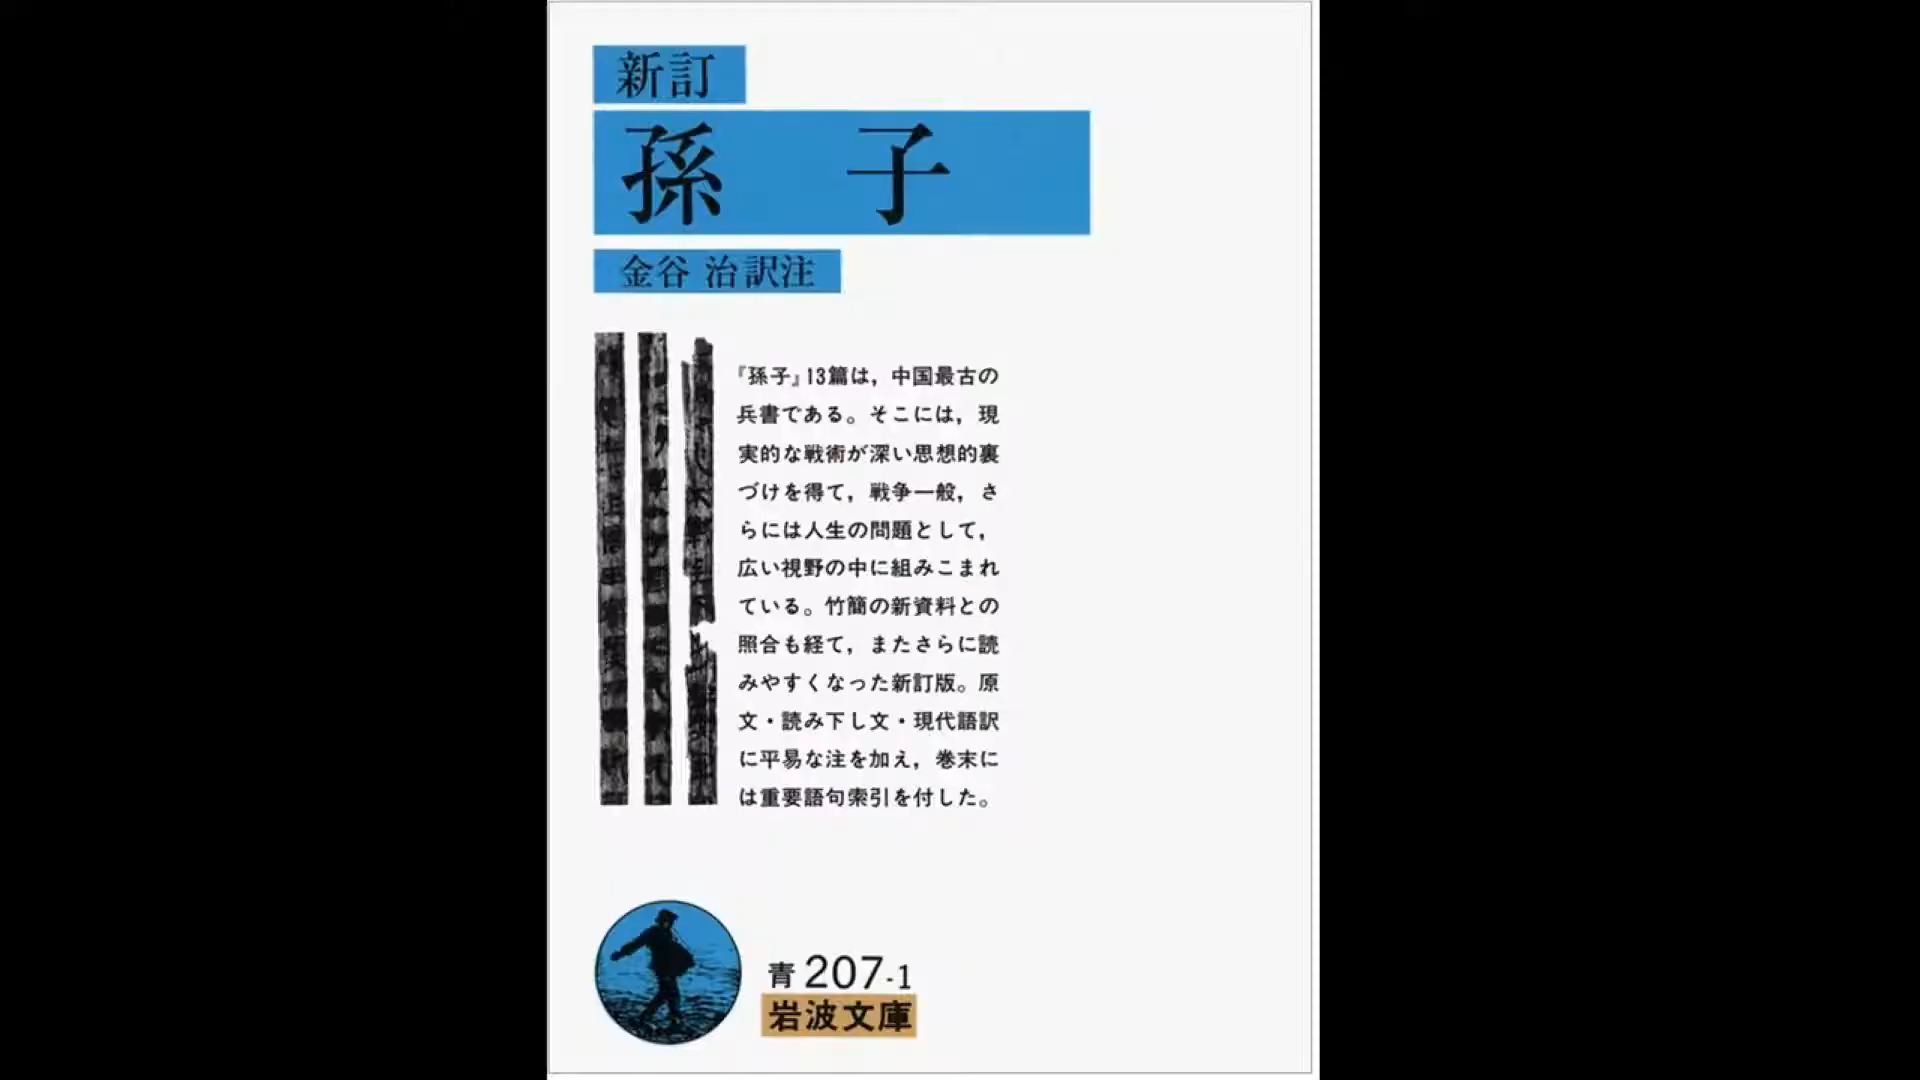 新訂
孫 子
金谷 治訳注
『孫子』13篇は，中国最古の
兵書である。そこには，現
実的な戦術が深い思想的裏
づけを得て，戦争一般，さ
らには人生の問題として，
広い視野の中に組みこまれ
ている。竹簡の新資料との
照合も経て，またさらに読
みやすくなった新訂版。原
文・読み下し文・現代語訳
に平易な注を加え，巻末に
は重要語句索引を付した。
青 207-1
岩波文庫